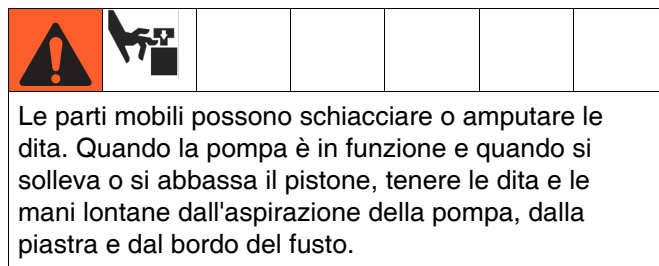 Le parti mobili possono schiacciare o amputare le
dita. Quando la pompa è in funzione e quando si
solleva o si abbassa il pistone, tenere le dita e le
mani lontane dall'aspirazione della pompa, dalla
piastra e dal bordo del fusto.